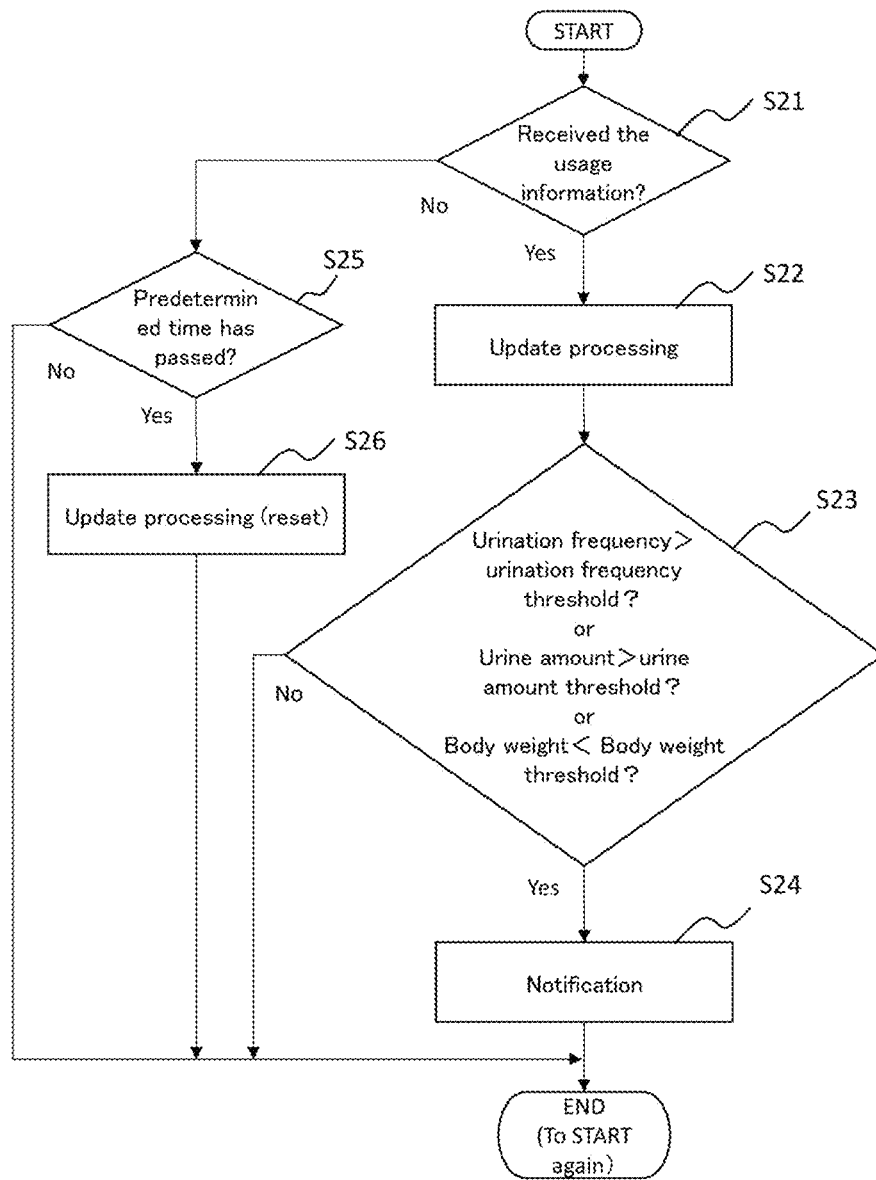 START
S21
Received the
usage
information?
No
Yes
S25
Predetermin
ed time has
passed?
No
Yes
S22
Update processing
S26
Update processing (reset)
S23
Urination frequency>
urination frequency
threshold?
or
Urine amount>urine
amount threshold?
or
Body weight< Body weight
threshold?
No
Yes
S24
Notification
END
(To START
again)